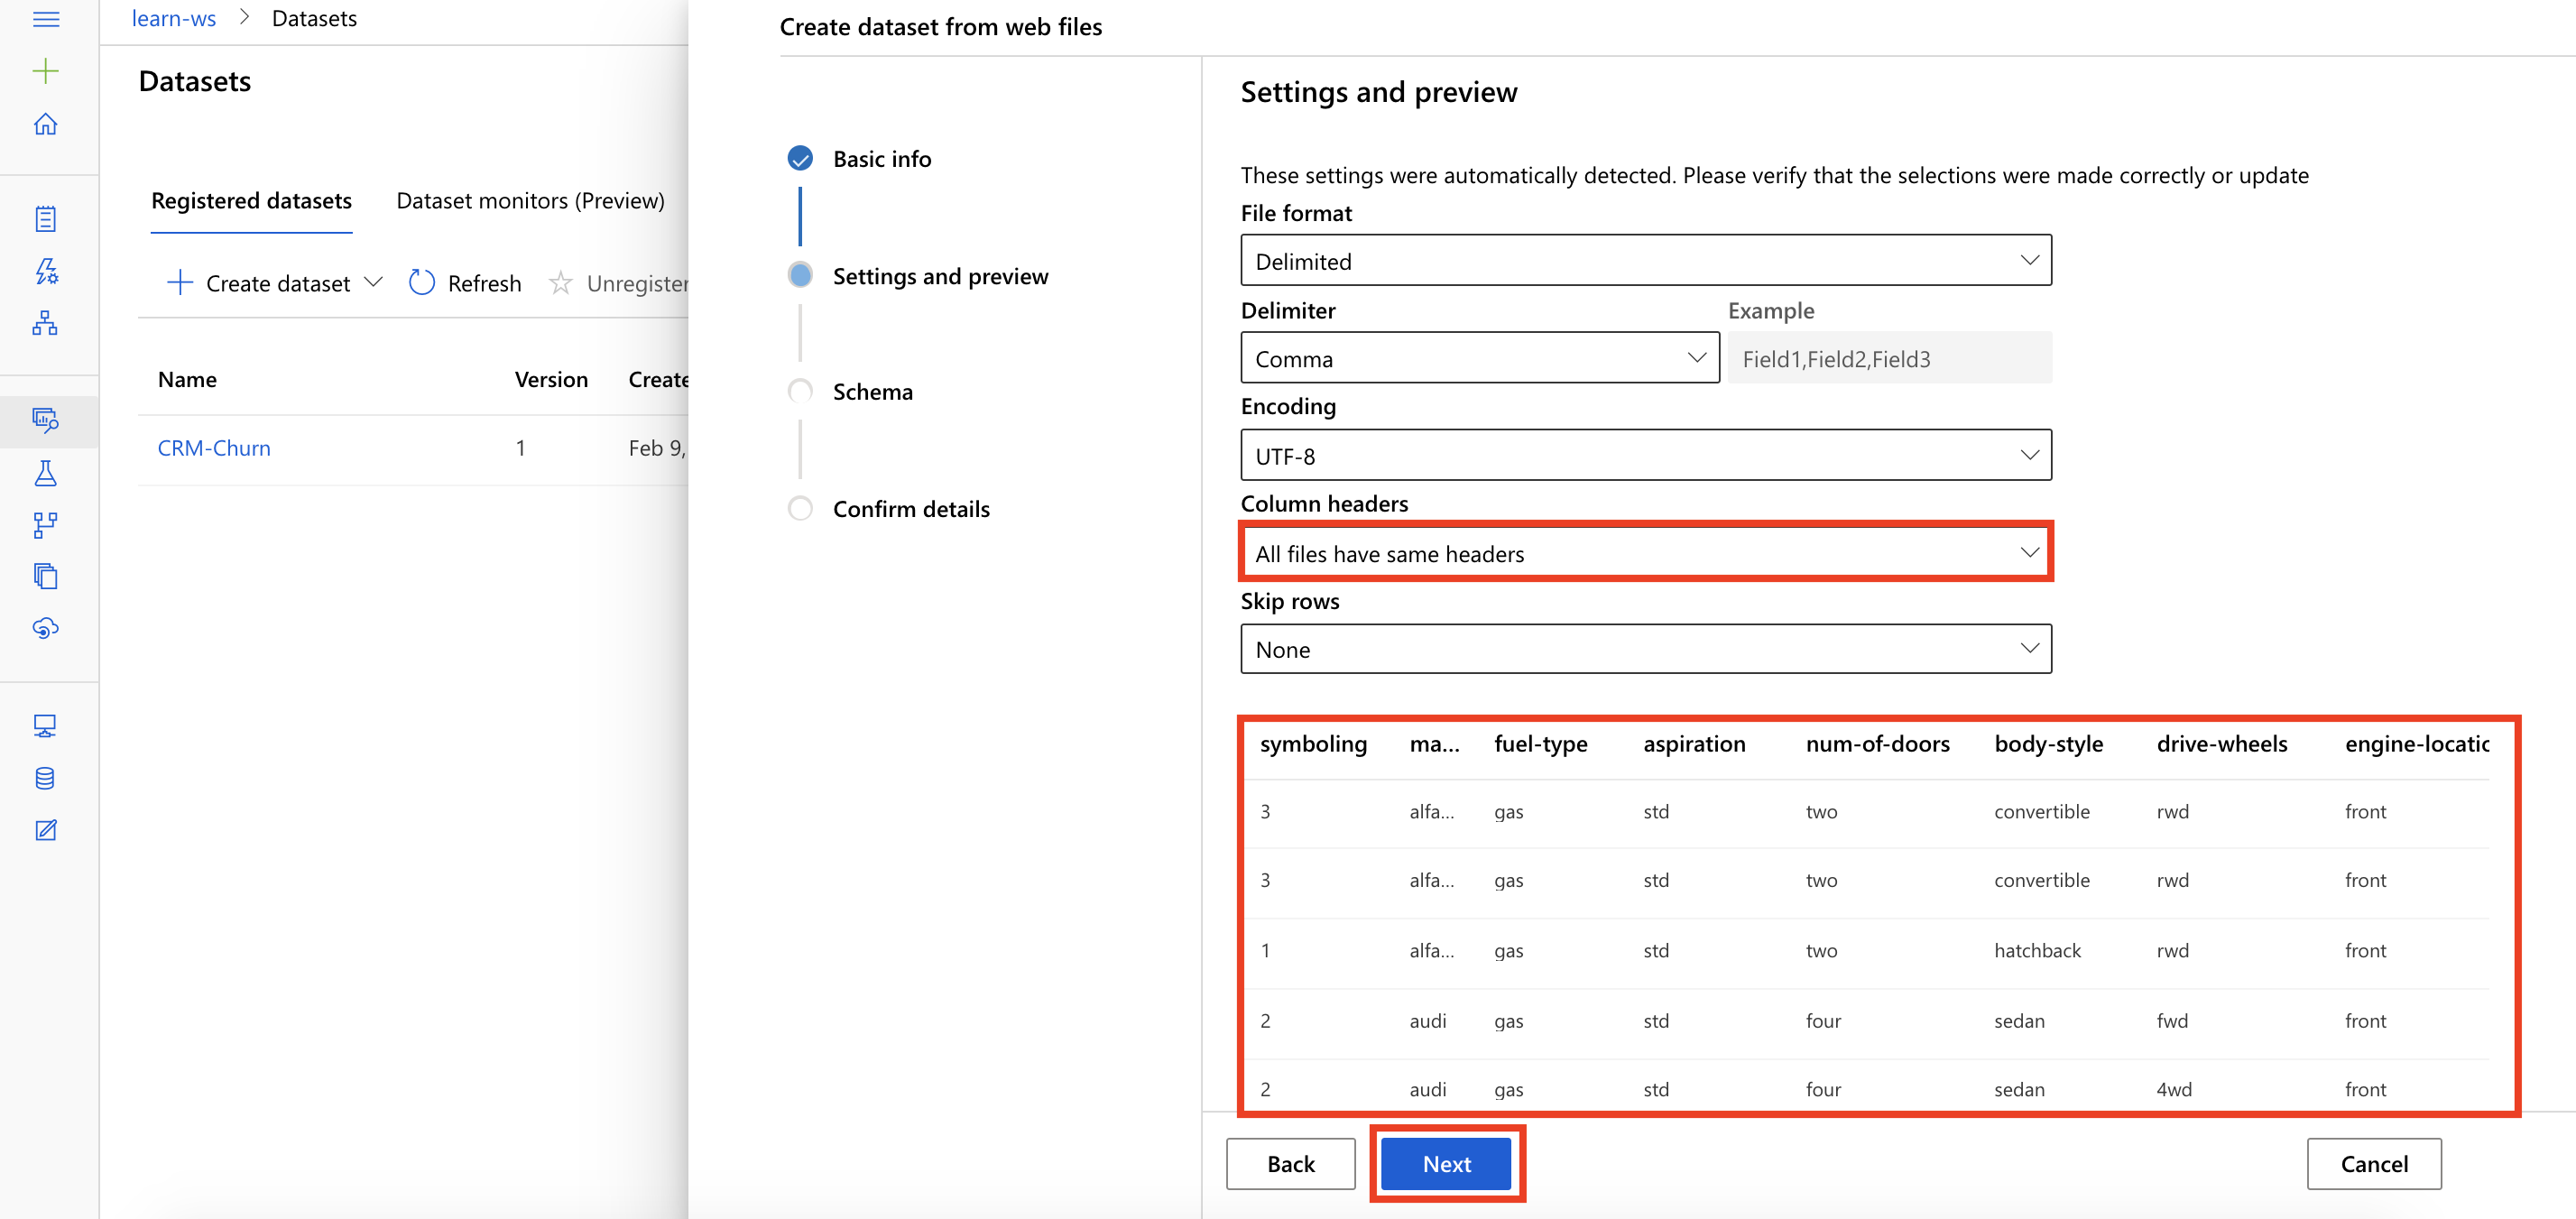 learn-ws > Datasets
Datasets
Registered datasets Dataset monitors (Preview)
Create dataset Refresh Unregister
Name Version Create
CRM-Churn 1 Feb 9,
Create dataset from web files
Basic info
Settings and preview
Schema
Confirm details
Settings and preview
These settings were automatically detected. Please verify that the selections were made correctly or update
File format
Delimited
Delimiter Example
Comma Field1,Field2,Field3
Encoding
UTF-8
Column headers
All files have same headers
Skip rows
None
symboling ma... fuel-type aspiration num-of-doors body-style drive-wheels engine-locatic
3 alfa... gas std two convertible rwd front
3 alfa... gas std two convertible rwd front
1 alfa... gas std two hatchback rwd front
2 audi gas std four sedan fwd front
2 audi gas std four sedan 4wd front
Back Next Cancel